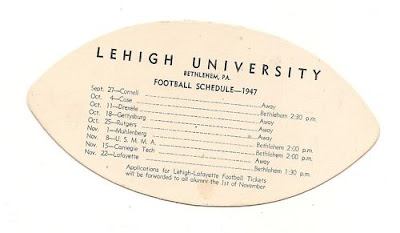 LEHIGH UNIVERSITY
BETHLEHEM, PA.
FOOTBALL SCHEDULE—1947
Sept. 27—Cornell Away
Oct. 4—Case Bethlehem 2:30 p.m.
Oct. 11—Drexel Away
Oct. 18—Gettysburg Away
Oct. 25—Rutgers Away
Nov. 1—Muhlenberg Bethlehem 2:00 p.m.
Nov. 8—U. S. M. M. A. Bethlehem 2:00 p.m.
Nov. 15—Carnegie Tech Away
Nov. 22—Lafayette Bethlehem 1:30 p.m.
Applications for Lehigh-Lafayette Football Tickets
will be forwarded to all alumni the 1st of November